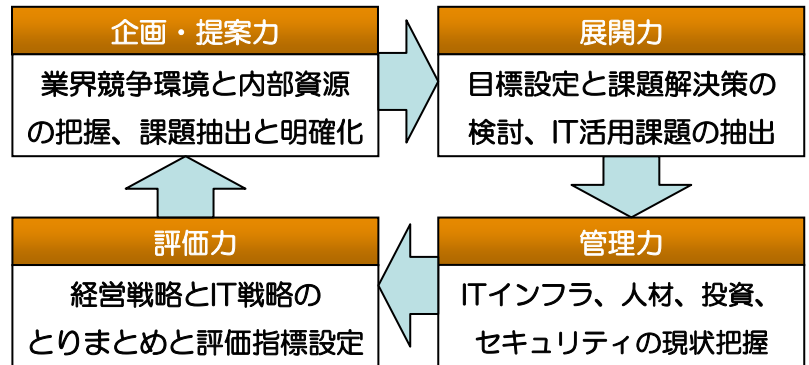 企画・提案力
業界競争環境と内部資源
の把握、課題抽出と明確化
展開力
目標設定と課題解決策の
検討、IT活用課題の抽出
評価力
経営戦略とIT戦略の
とりまとめと評価指標設定
管理力
ITインフラ、人材、投資、
セキュリティの現状把握